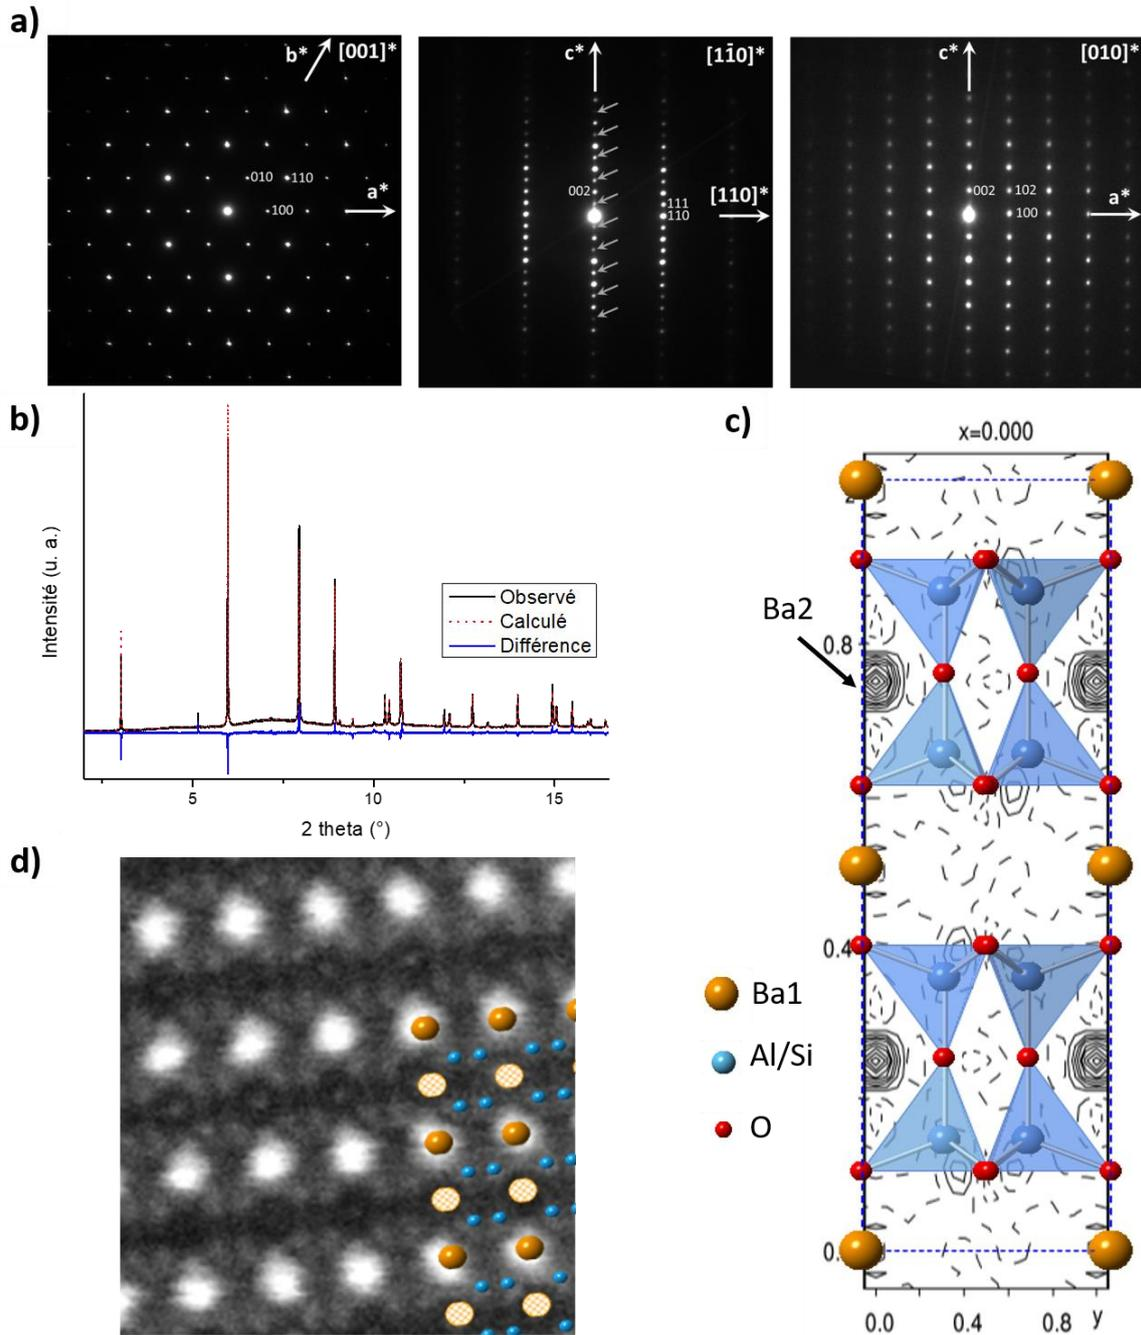 a)
b* [001]*
010 110
a*
100
c* [1-10]*
002
111
[110]* 110
c* [010]*
002 102
a*
100
b)
Intensité (u. a.)
Observé
Calculé
Différence
5 10 15
2 theta (°)
c)
x=0.000
Ba2
0.8
0.4
0.
0.0 0.4 0.8 y
Ba1
Al/Si
O
d)